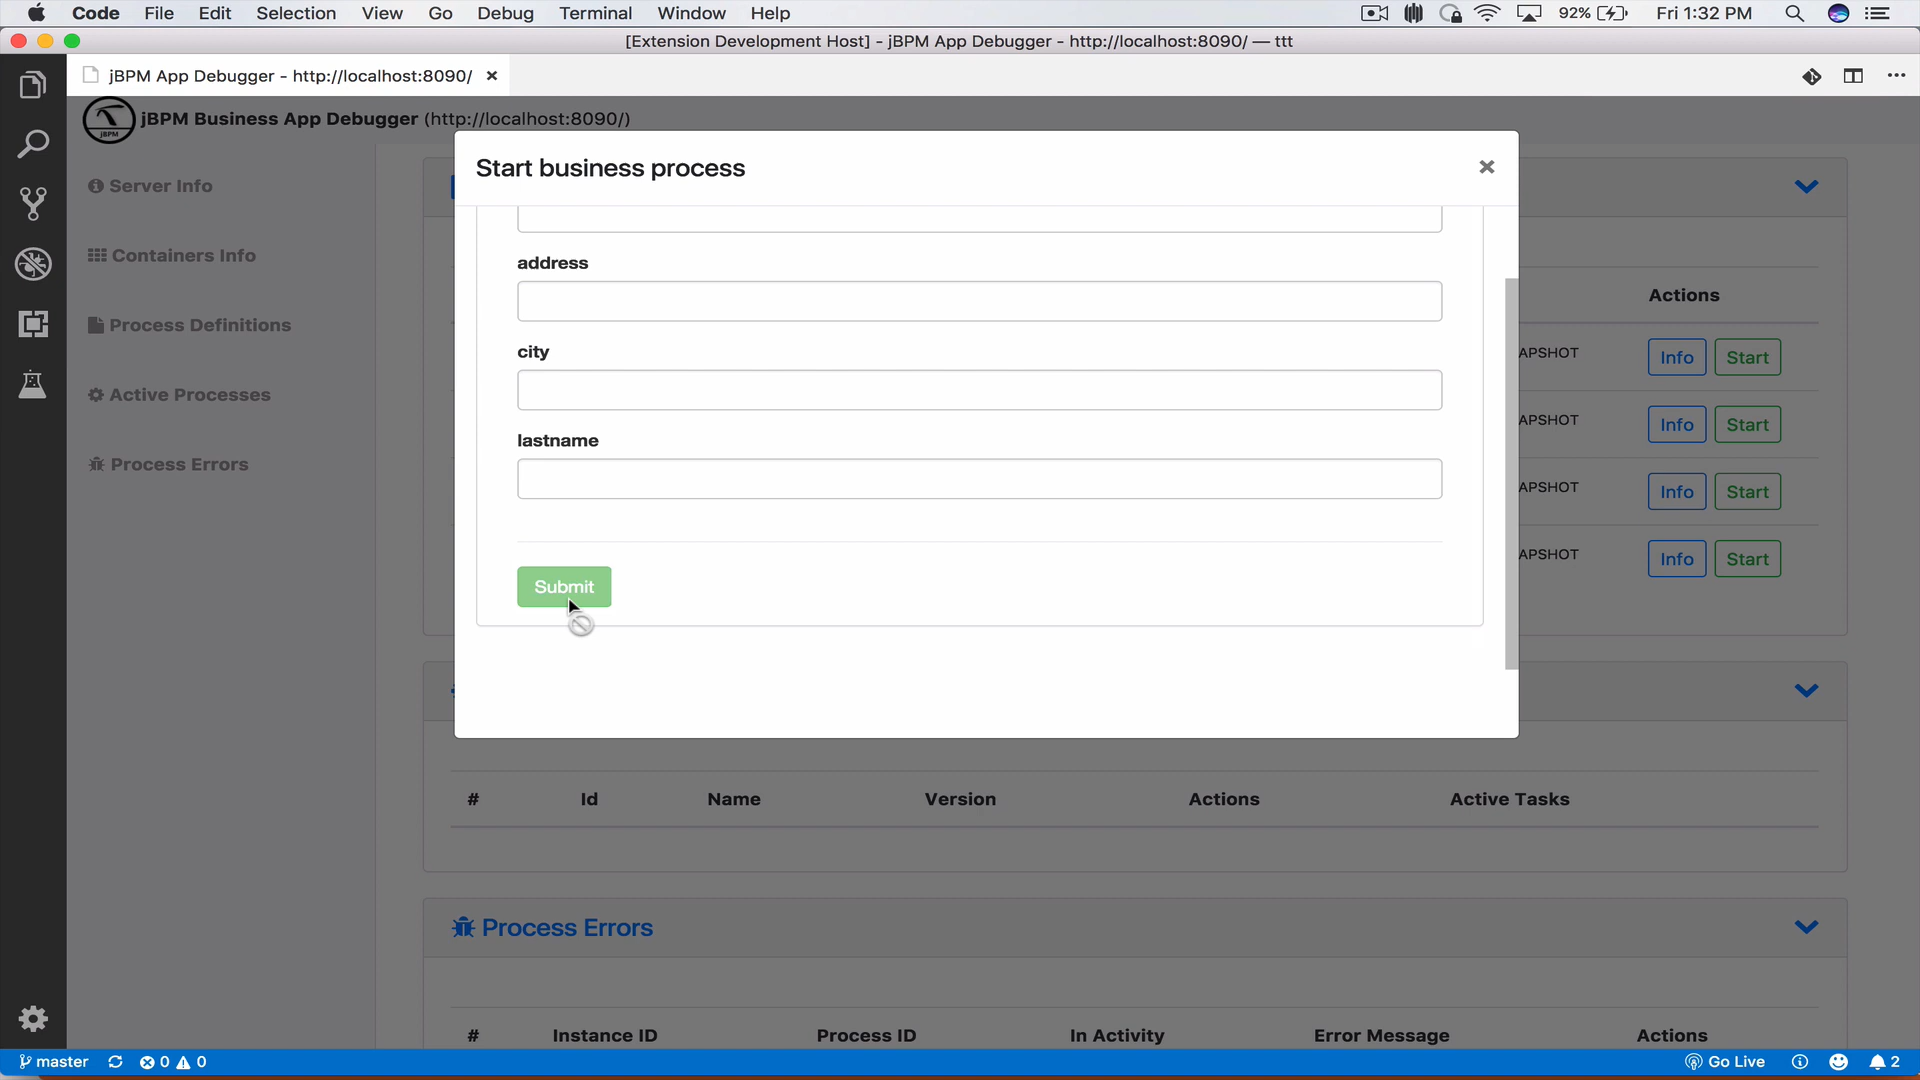 Code File Edit Selection View Go Debug Terminal Window Help 92% Fri 1:32 PM
[Extension Development Host] - jBPM App Debugger - http://localhost:8090/ — ttt
jBPM App Debugger - http://localhost:8090/
jBPM
jBPM Business App Debugger (http://localhost:8090/)
Start business process
Server Info
Containers Info
Process Definitions
Active Processes
Process Errors
address
city
lastname
Submit
Actions
APSHOT Info Start
APSHOT Info Start
APSHOT Info Start
APSHOT Info Start
# Id Name Version Actions Active Tasks
Process Errors
# Instance ID Process ID In Activity Error Message Actions
master 0 0 Go Live 2